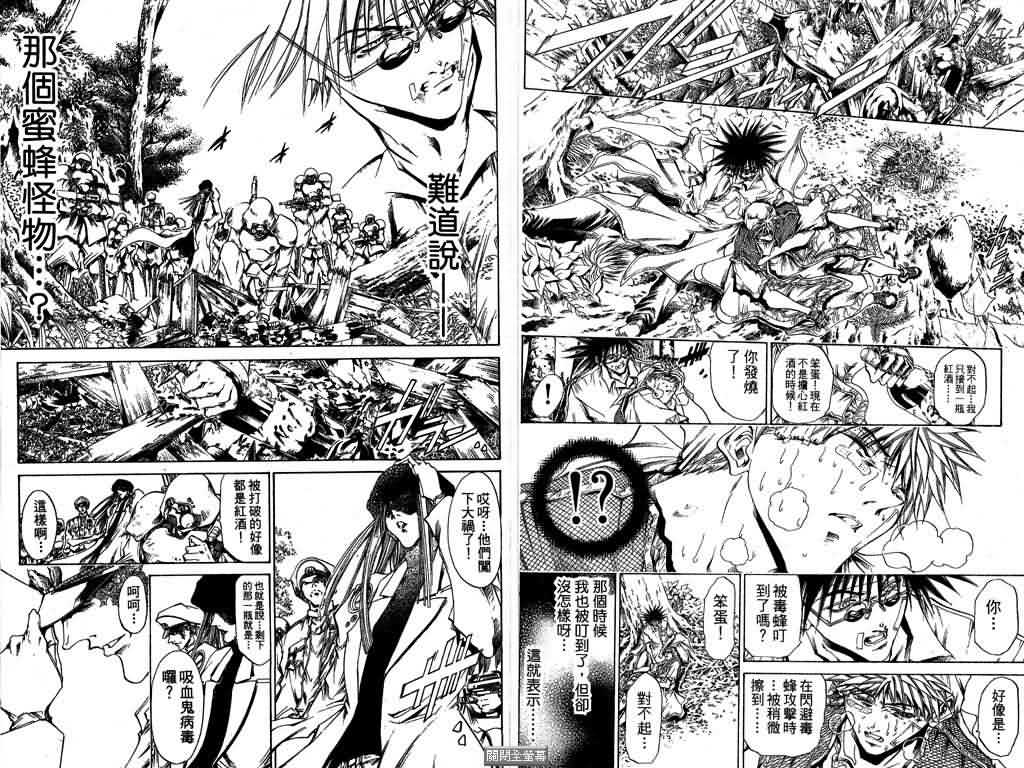 對不起…我
只接到一瓶
紅酒……
笨蛋！現在
不是擔心紅
酒的時候！
你發燒
了！
！
!?
你…
被毒蜂叮
到了嗎？
笨蛋！
那個時候
我也被叮到了，但卻
沒怎樣呀…
這就表示……
好像是…
在閃避毒
蜂攻擊時
…被稍微
擦到…
對不起…
難道說——
那個蜜蜂怪物…？
哎呀…他們闖
下大禍了！
被打破的好像
都是紅酒！
這樣啊…
也就是說…剩下
的那一瓶就是…
吸血鬼病毒
囉？
呵呵…
關閉全螢幕